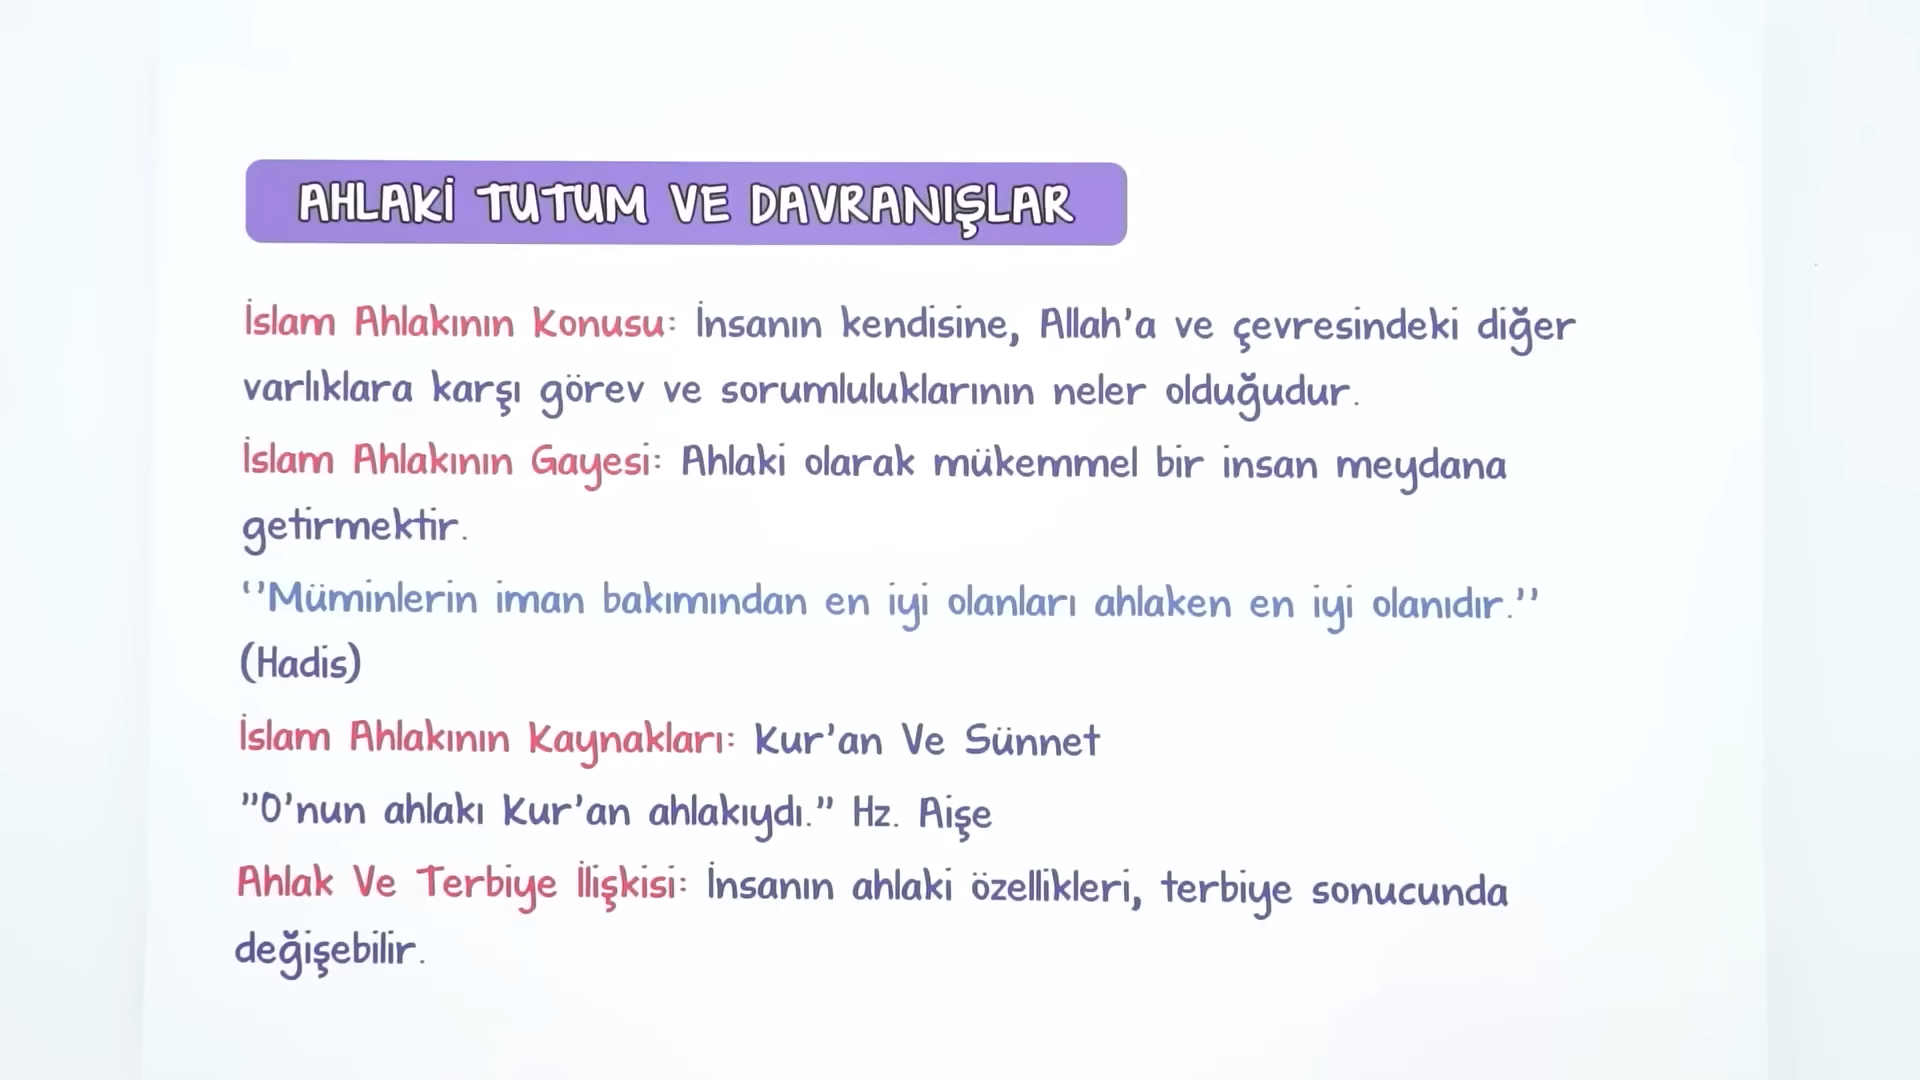 AHLAKİ TUTUM VE DAVRANIŞLAR
İslam Ahlakının Konusu: İnsanın kendisine, Allah'a ve çevresindeki diğer
varlıklara karşı görev ve sorumluluklarının neler olduğudur.
İslam Ahlakının Gayesi: Ahlaki olarak mükemmel bir insan meydana
getirmektir.
‘’Müminlerin iman bakımından en iyi olanları ahlaken en iyi olanıdır.’’
(Hadis)
İslam Ahlakının Kaynakları: Kur'an Ve Sünnet
”O'nun ahlakı Kur'an ahlakıydı.” Hz. Aişe
Ahlak Ve Terbiye İlişkisi: İnsanın ahlaki özellikleri, terbiye sonucunda
değişebilir.